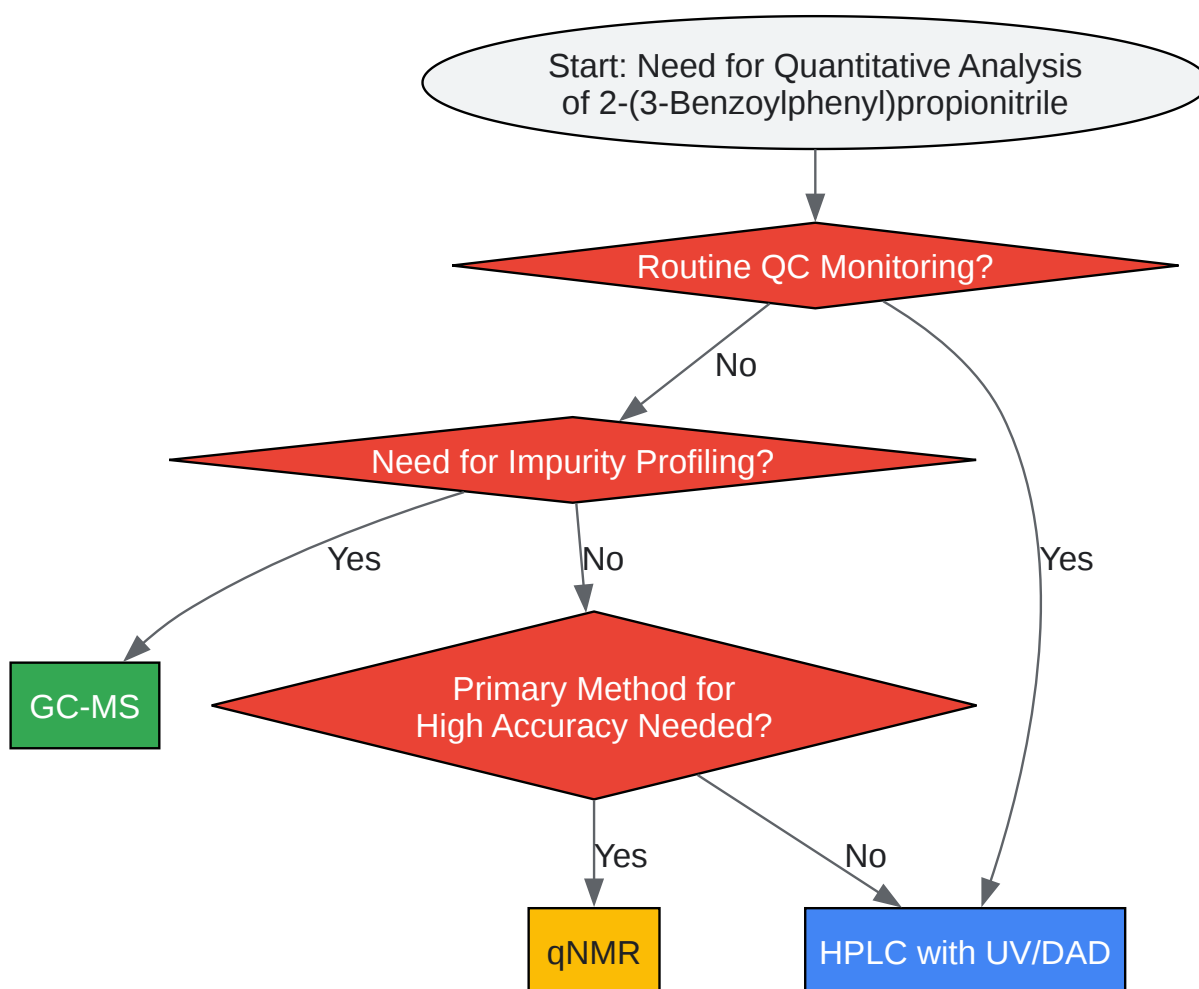 Start: Need for Quantitative Analysis
of 2-(3-Benzoylphenyl)propionitrile
Routine QC Monitoring?
No
Need for Impurity Profiling?
Yes
No
Yes
GC-MS
Primary Method for
High Accuracy Needed?
Yes
No
qNMR
HPLC with UV/DAD